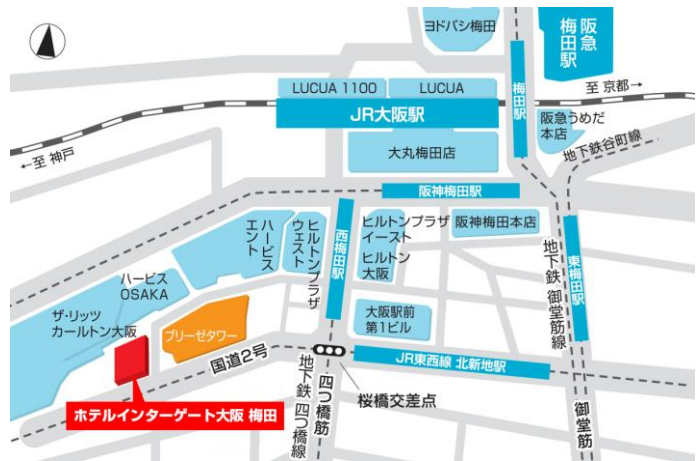 ヨドバシ梅田
阪急
梅田駅
梅田駅
至 京都→
LUCUA 1100
LUCUA
JR大阪駅
阪急うめだ
本店
←至 神戸
大丸梅田店
地下鉄谷町線
阪神梅田駅
ハービス
エント
ヒルトンプラザ
ウェスト
西梅田駅
ヒルトンプラザ
イースト
ヒルトン
大阪
阪神梅田本店
地下鉄 御堂筋線
東梅田駅
ハービス
OSAKA
ザ・リッツ
カールトン大阪
ブリーゼタワー
大阪駅前
第1ビル
国道2号
JR東西線 北新地駅
ホテルインターゲート大阪 梅田
地下鉄 四つ橋線
四つ橋筋
桜橋交差点
御堂筋